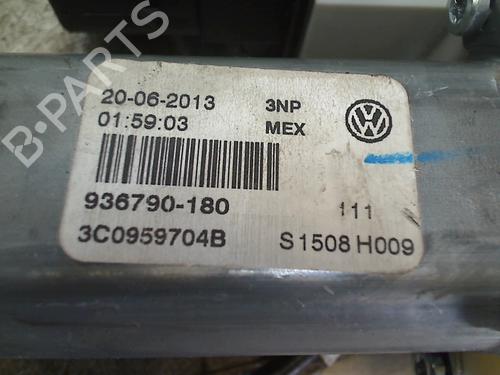 20-06-2013 3NP
01:59:03 MEX
936790-180 111
3C0959704B S1508 H009
B-PARTS